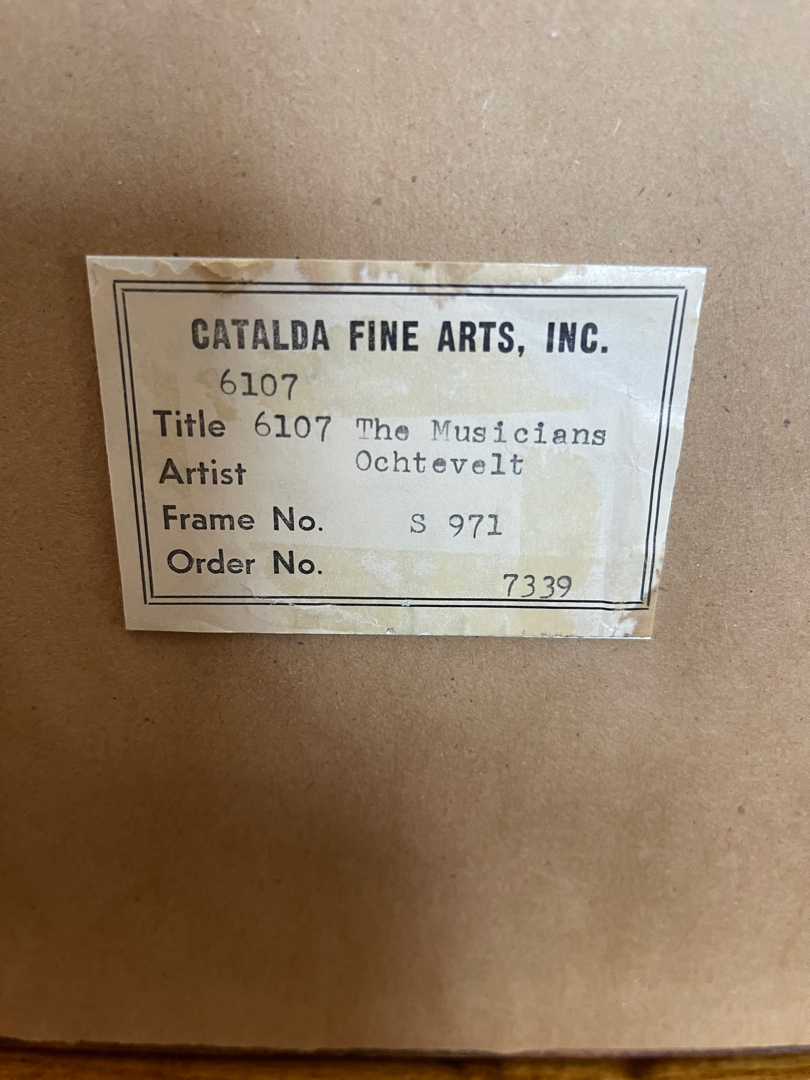 CATALDA FINE ARTS, INC.
6107
Title 6107 The Musicians
Artist Ochtevelt
Frame No. S 971
Order No. 7339